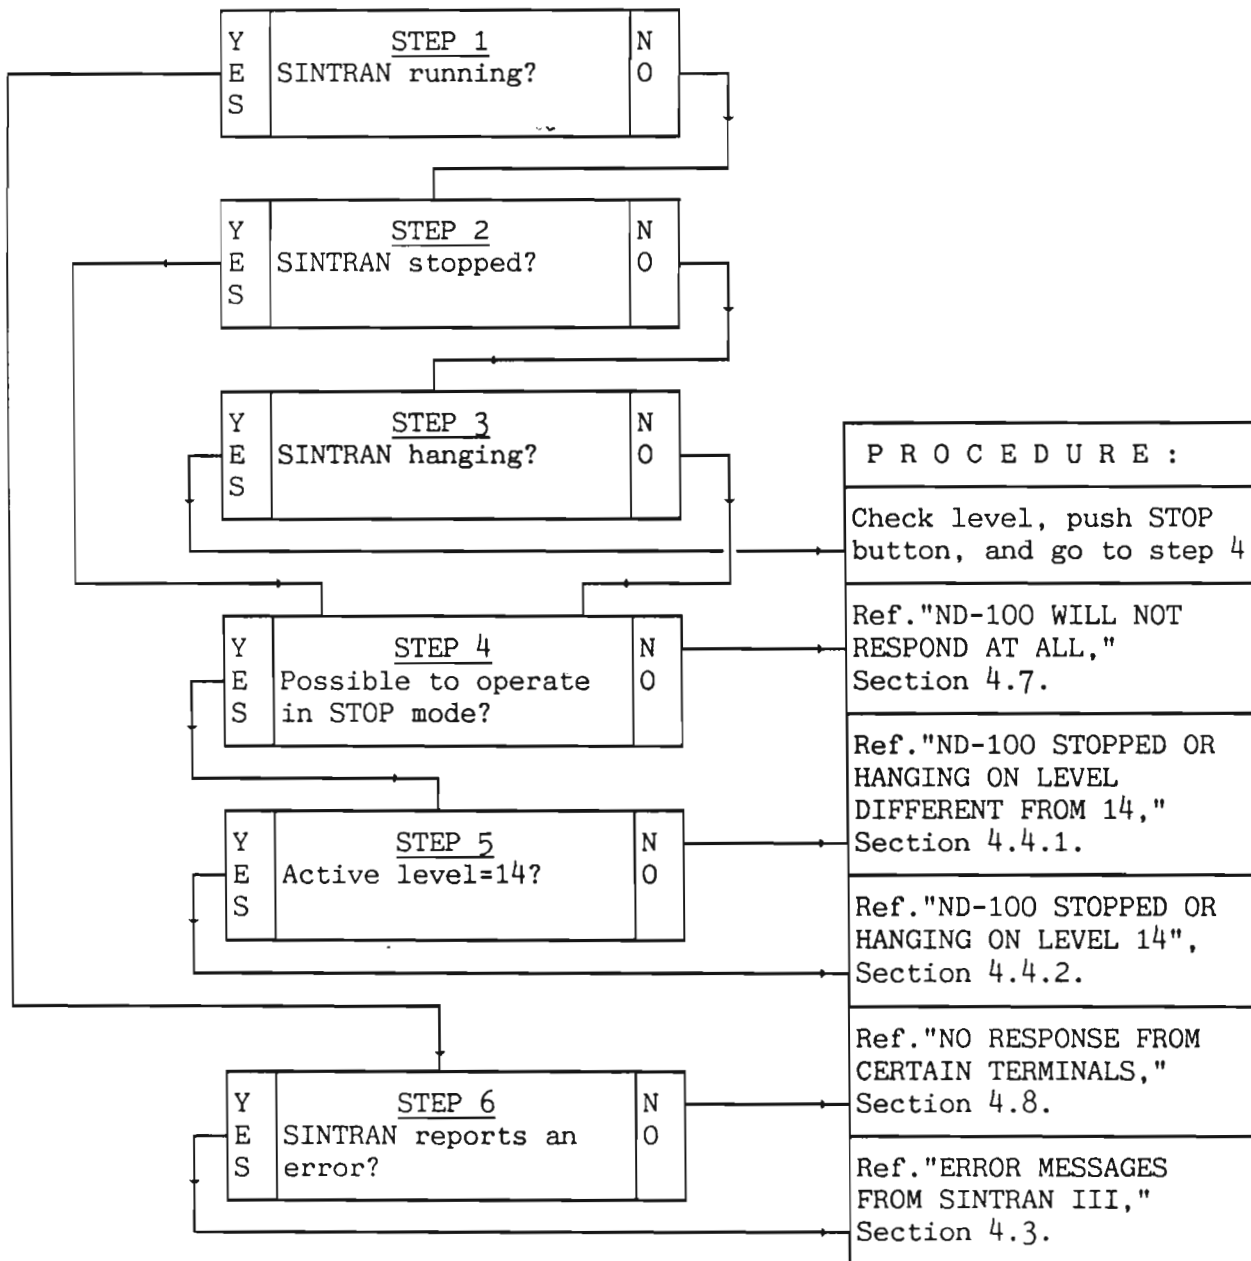 Y
E
S
STEP 1
SINTRAN running?
N
O
Y
E
S
STEP 2
SINTRAN stopped?
N
O
Y
E
S
STEP 3
SINTRAN hanging?
N
O
Y
E
S
STEP 4
Possible to operate
in STOP mode?
N
O
Y
E
S
STEP 5
Active level=14?
N
O
Y
E
S
STEP 6
SINTRAN reports an
error?
N
O
P R O C E D U R E :
Check level, push STOP
button, and go to step 4
Ref."ND-100 WILL NOT
RESPOND AT ALL,"
Section 4.7.
Ref."ND-100 STOPPED OR
HANGING ON LEVEL
DIFFERENT FROM 14,"
Section 4.4.1.
Ref."ND-100 STOPPED OR
HANGING ON LEVEL 14",
Section 4.4.2.
Ref."NO RESPONSE FROM
CERTAIN TERMINALS,"
Section 4.8.
Ref."ERROR MESSAGES
FROM SINTRAN III,"
Section 4.3.